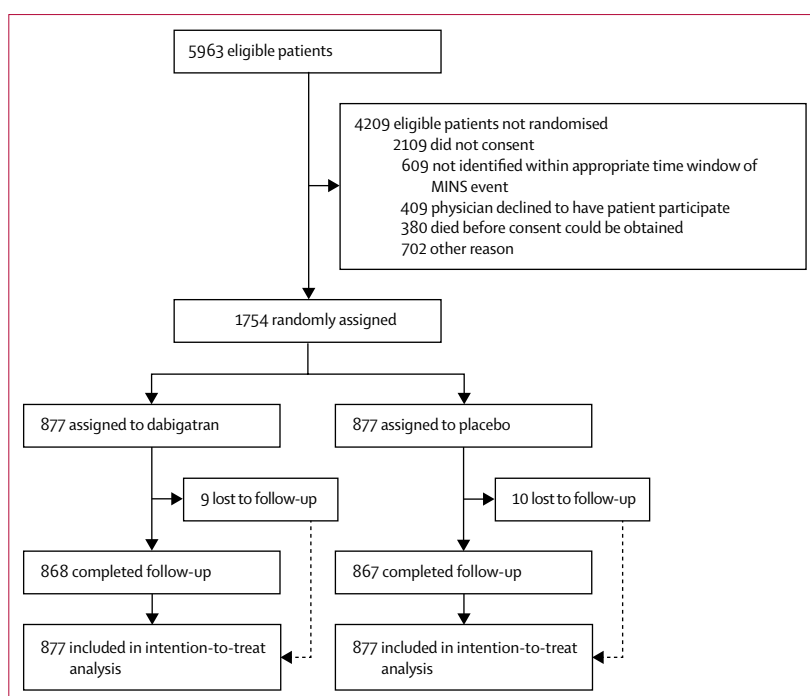 5963 eligible patients
4209 eligible patients not randomised
2109 did not consent
609 not identified within appropriate time window of
MINS event
409 physician declined to have patient participate
380 died before consent could be obtained
702 other reason
1754 randomly assigned
877 assigned to dabigatran
877 assigned to placebo
9 lost to follow-up
10 lost to follow-up
868 completed follow-up
867 completed follow-up
877 included in intention-to-treat
analysis
877 included in intention-to-treat
analysis